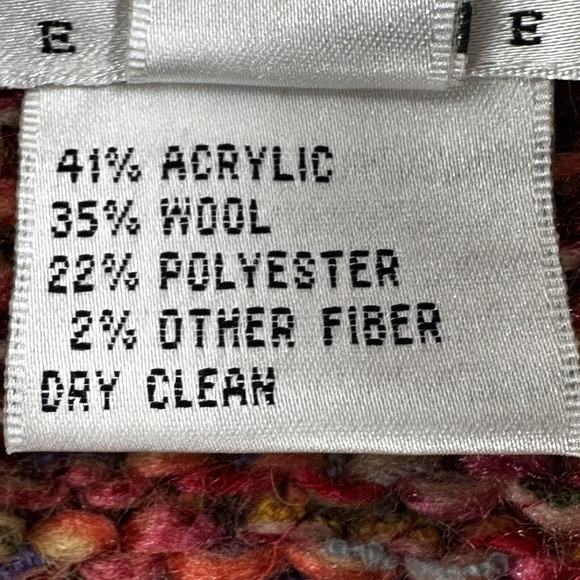 E E
41% ACRYLIC
35% WOOL
22% POLYESTER
2% OTHER FIBER
DRY CLEAN